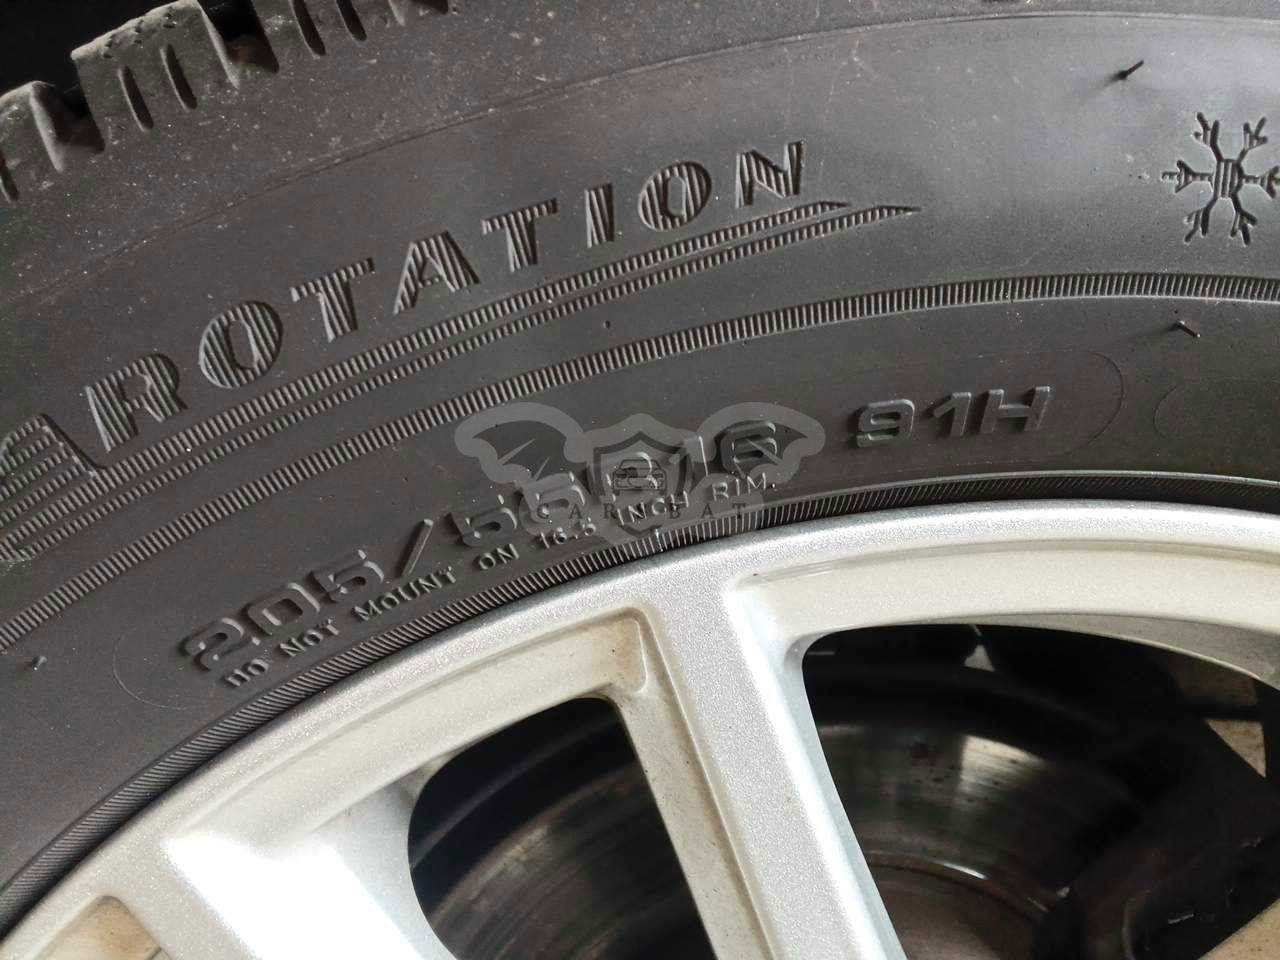 ROTATION
205/55R16 91H
DO NOT MOUNT ON 16.5 INCH RIM.